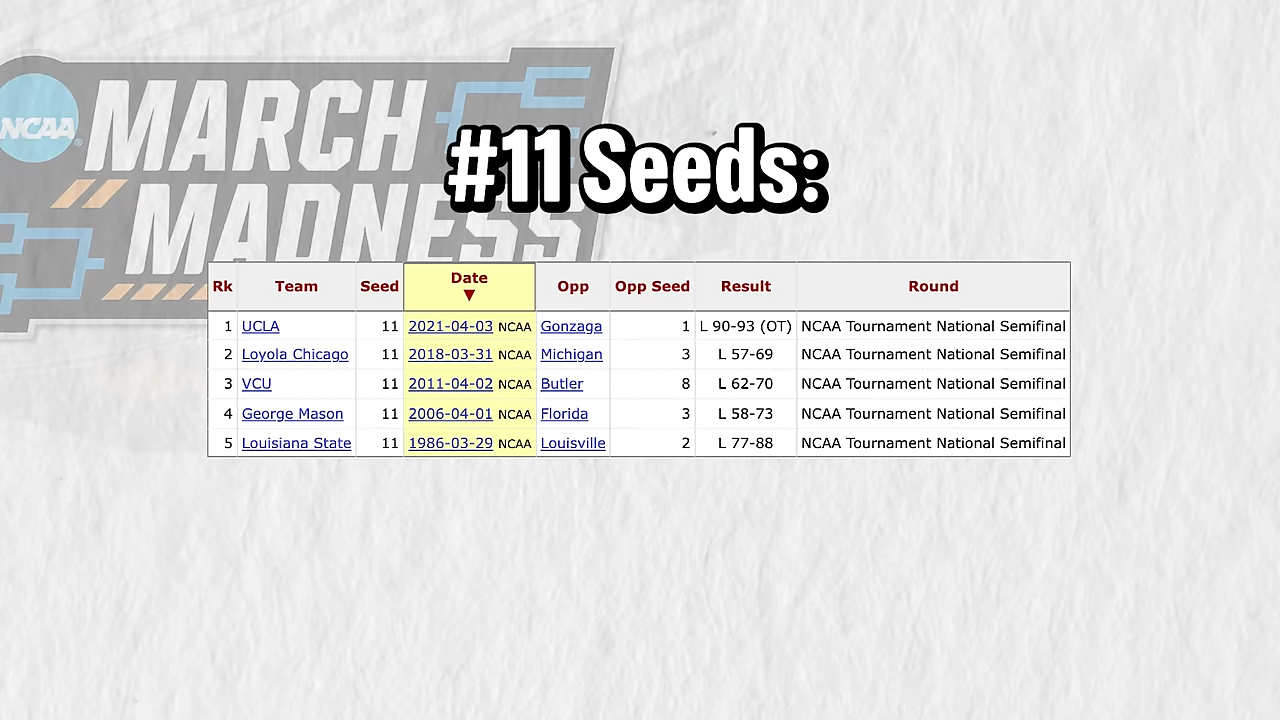 NCAA
MARCH
MADNESS
#11 Seeds:
Rk Team Seed Date ▼ Opp Opp Seed Result Round
1 UCLA 11 2021-04-03 NCAA Gonzaga 1 L 90-93 (OT) NCAA Tournament National Semifinal
2 Loyola Chicago 11 2018-03-31 NCAA Michigan 3 L 57-69 NCAA Tournament National Semifinal
3 VCU 11 2011-04-02 NCAA Butler 8 L 62-70 NCAA Tournament National Semifinal
4 George Mason 11 2006-04-01 NCAA Florida 3 L 58-73 NCAA Tournament National Semifinal
5 Louisiana State 11 1986-03-29 NCAA Louisville 2 L 77-88 NCAA Tournament National Semifinal